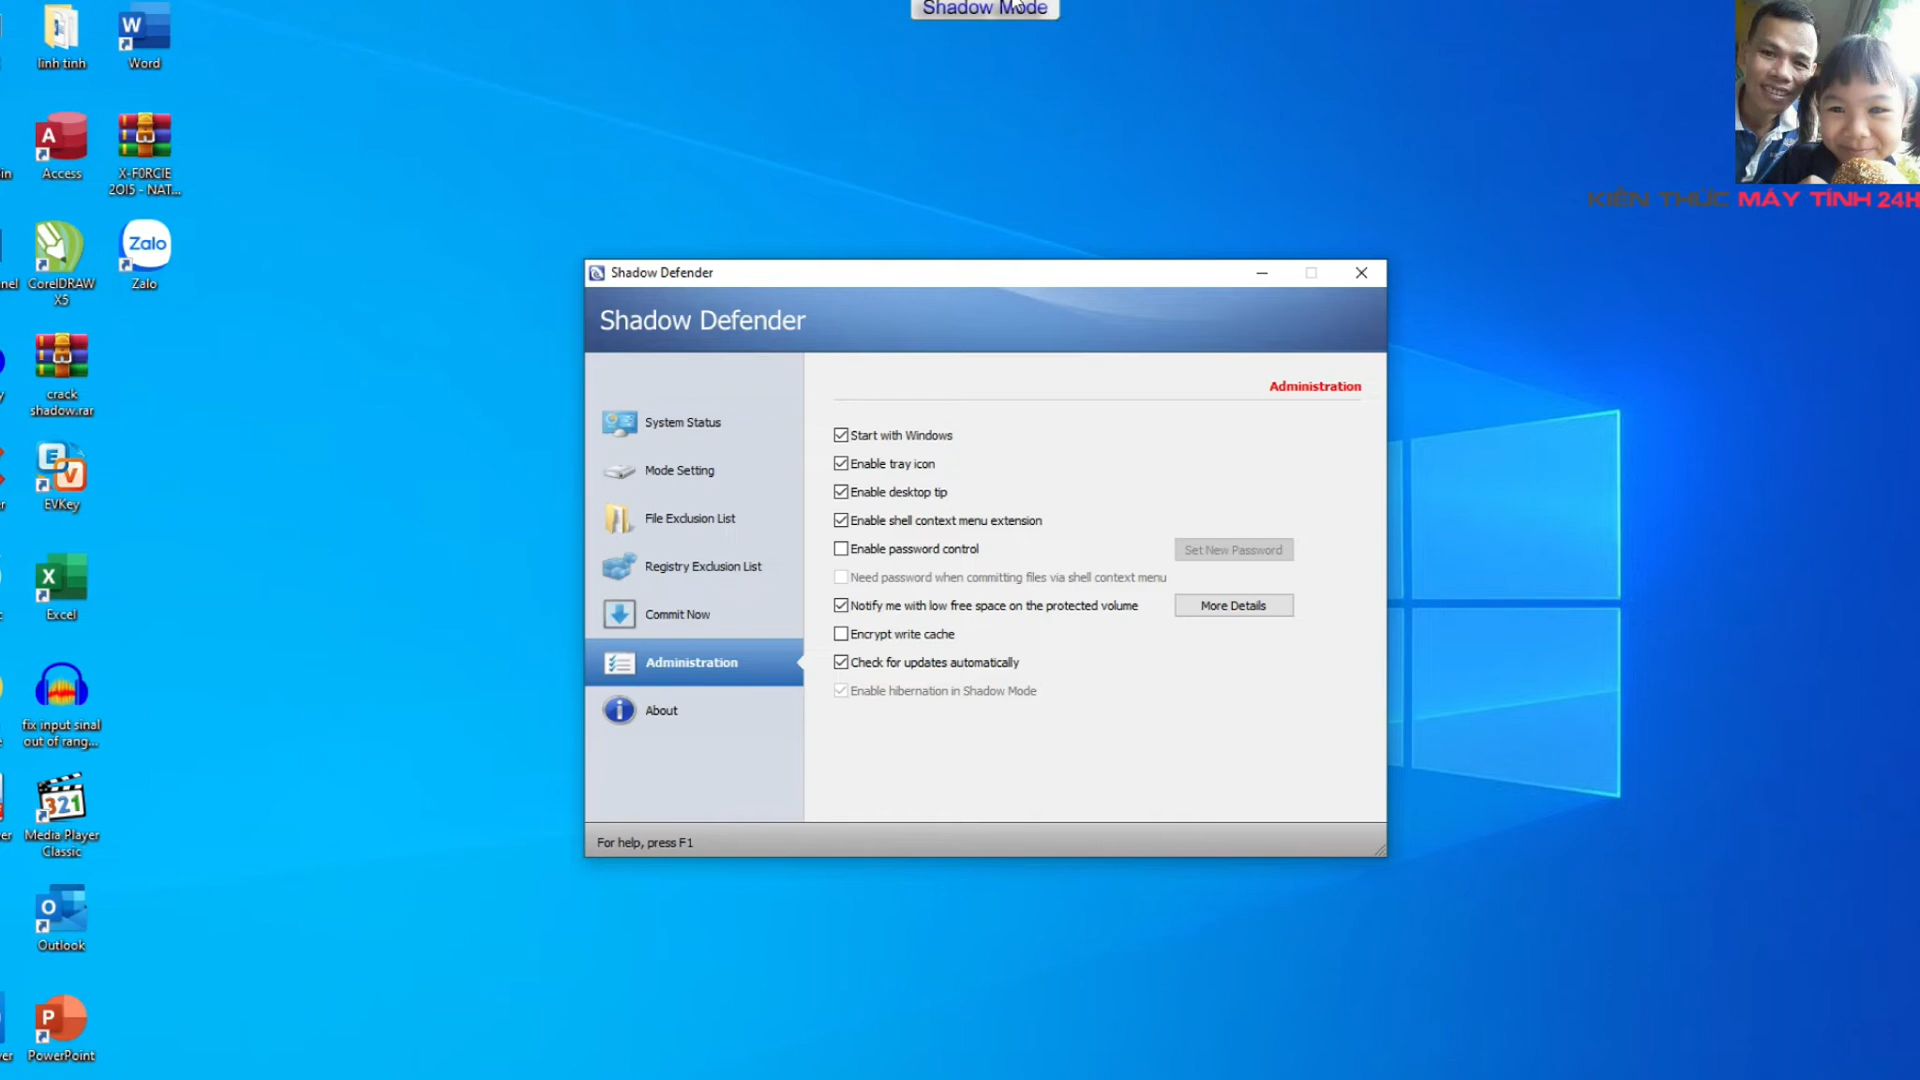 Shadow Mode
linh tinh
Word
KIẾN THỨC MÁY TÍNH 24H
Access
X-F0RCIE
2OI5 - NAT...
CorelDRAW
X5
Zalo
Zalo
crack
shadow.rar
EVKey
Excel
fix input sinal
out of rang...
321
Media Player
Classic
Outlook
PowerPoint
Shadow Defender
Shadow Defender
System Status
Mode Setting
File Exclusion List
Registry Exclusion List
Commit Now
Administration
About
Administration
Start with Windows
Enable tray icon
Enable desktop tip
Enable shell context menu extension
Enable password control
Set New Password
Need password when committing files via shell context menu
Notify me with low free space on the protected volume
More Details
Encrypt write cache
Check for updates automatically
Enable hibernation in Shadow Mode
For help, press F1